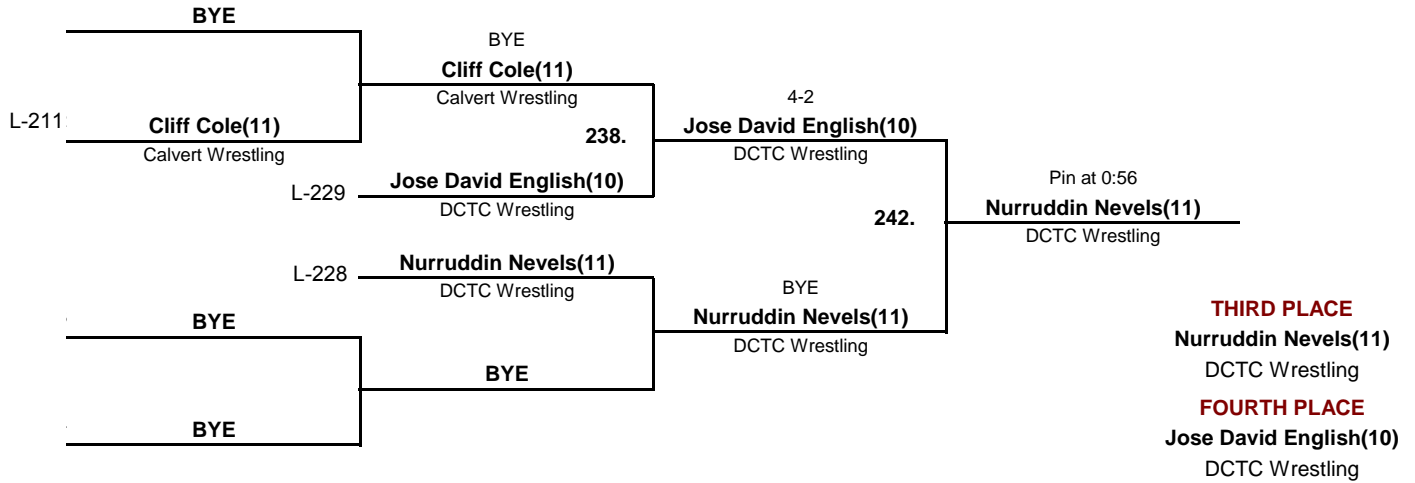 BYE
BYE
Cliff Cole(11)
Calvert Wrestling
L-211
Cliff Cole(11)
Calvert Wrestling
238.
4-2
Jose David English(10)
DCTC Wrestling
L-229
Jose David English(10)
DCTC Wrestling
242.
Pin at 0:56
Nurruddin Nevels(11)
DCTC Wrestling
L-228
Nurruddin Nevels(11)
DCTC Wrestling
BYE
Nurruddin Nevels(11)
DCTC Wrestling
BYE
BYE
BYE
THIRD PLACE
Nurruddin Nevels(11)
DCTC Wrestling
FOURTH PLACE
Jose David English(10)
DCTC Wrestling